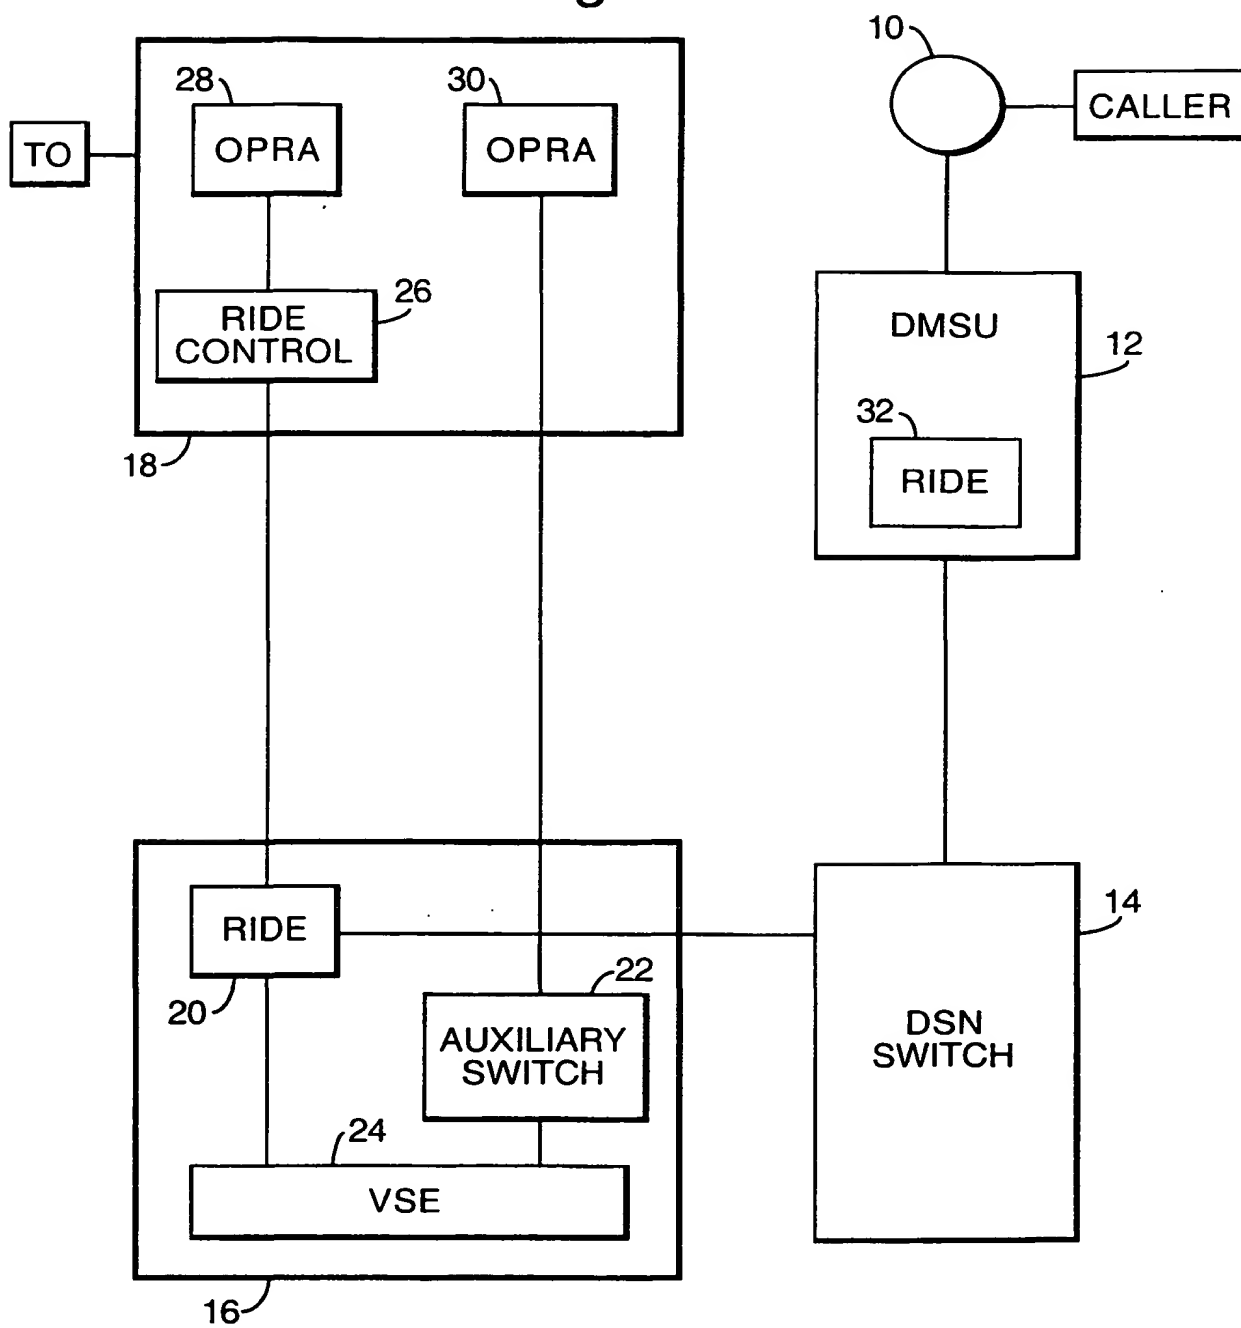 10
CALLER
28
OPRA
30
OPRA
TO
RIDE
CONTROL
26
DMSU
12
32
RIDE
18
RIDE
20
22
AUXILIARY
SWITCH
14
DSN
SWITCH
24
VSE
16